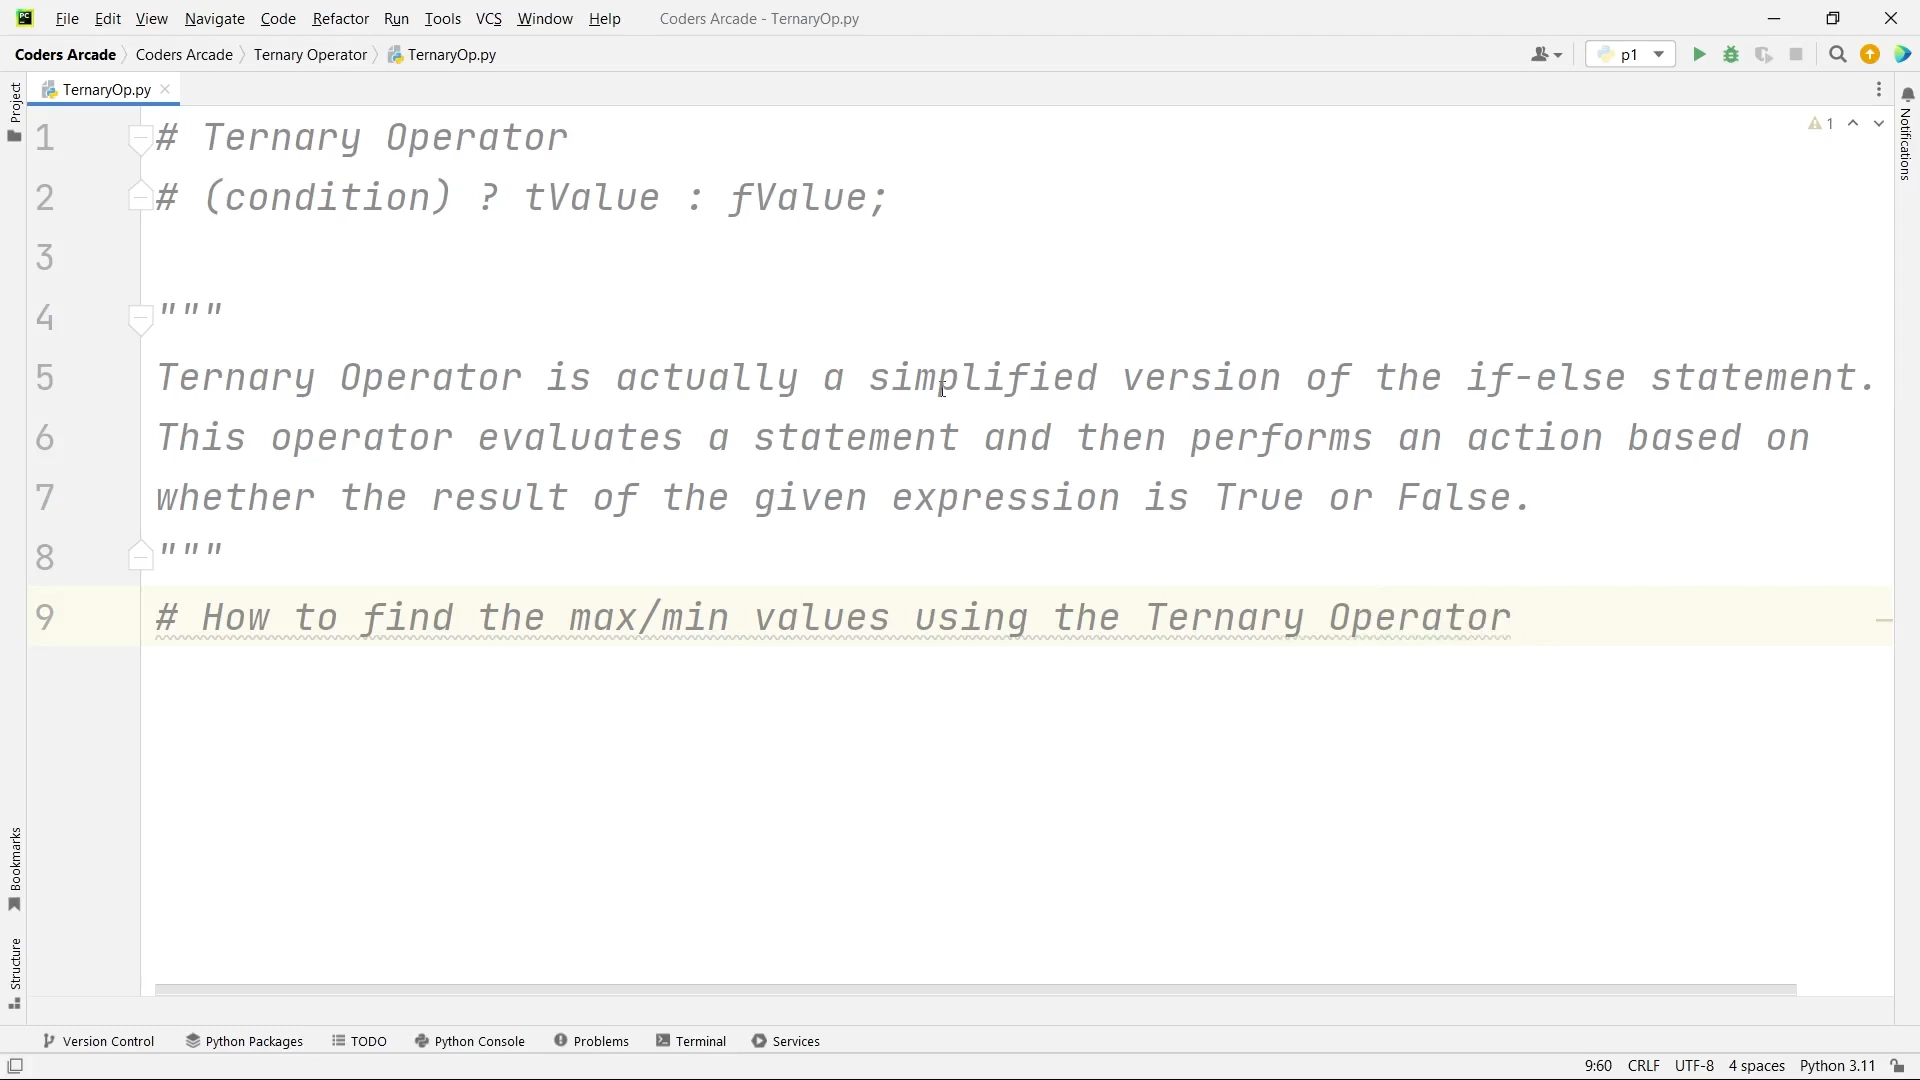 File Edit View Navigate Code Refactor Run Tools VCS Window Help Coders Arcade - TernaryOp.py
Coders Arcade Coders Arcade Ternary Operator TernaryOp.py p1
TernaryOp.py
Project
Notifications
1
1 # Ternary Operator
2 # (condition) ? tValue : fValue;
3
4 """
5 Ternary Operator is actually a simplified version of the if-else statement.
6 This operator evaluates a statement and then performs an action based on
7 whether the result of the given expression is True or False.
8 """
9 # How to find the max/min values using the Ternary Operator
Bookmarks
Structure
Version Control Python Packages TODO Python Console Problems Terminal Services
9:60 CRLF UTF-8 4 spaces Python 3.11